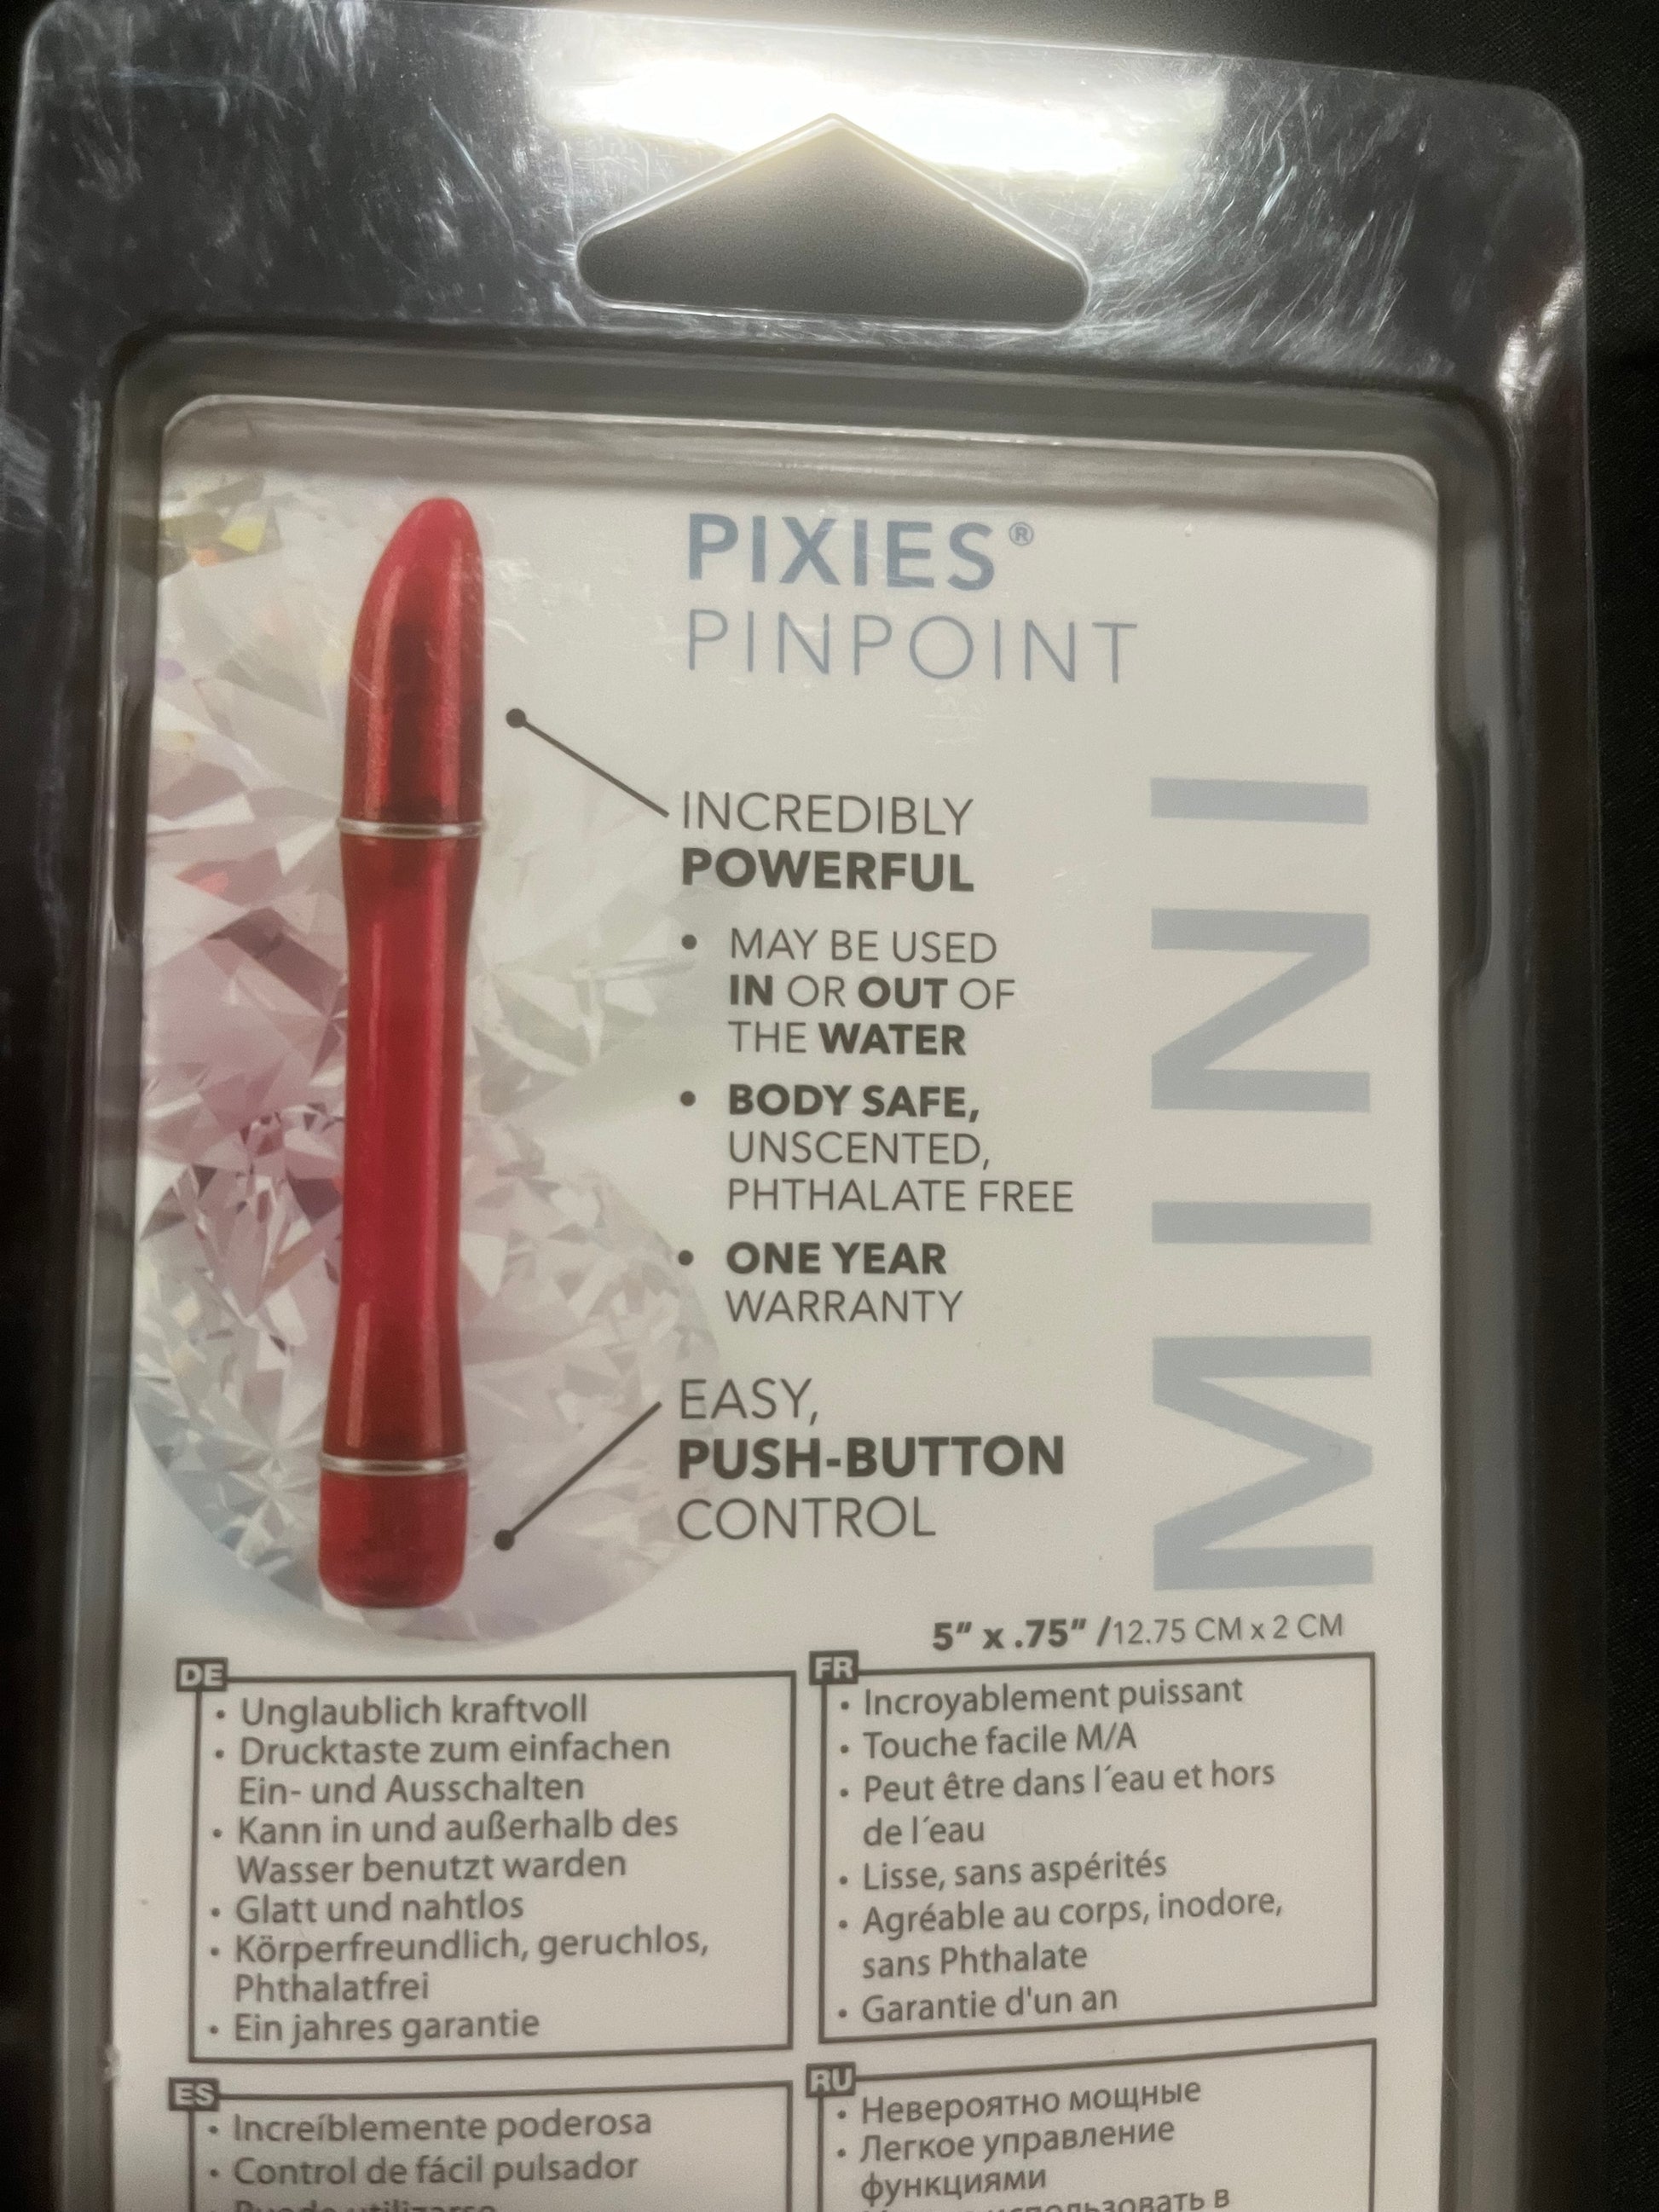 PIXIES®
PINPOINT
INCREDIBLY
POWERFUL
• MAY BE USED
IN OR OUT OF
THE WATER
• BODY SAFE,
UNSCENTED,
PHTHALATE FREE
• ONE YEAR
WARRANTY
EASY,
PUSH-BUTTON
CONTROL
MINI
5" x .75" /12.75 CM x 2 CM
DE
• Unglaublich kraftvoll
• Drucktaste zum einfachen
Ein- und Ausschalten
• Kann in und außerhalb des
Wasser benutzt warden
• Glatt und nahtlos
• Körperfreundlich, geruchlos,
Phthalatfrei
• Ein jahres garantie
FR
• Incroyablement puissant
• Touche facile M/A
• Peut être dans l´eau et hors
de l´eau
• Lisse, sans aspérités
• Agréable au corps, inodore,
sans Phthalate
• Garantie d'un an
ES
• Increíblemente poderosa
• Control de fácil pulsador
• Puede utilizarse
RU
• Невероятно мощные
• Легкое управление
функциями
использовать в